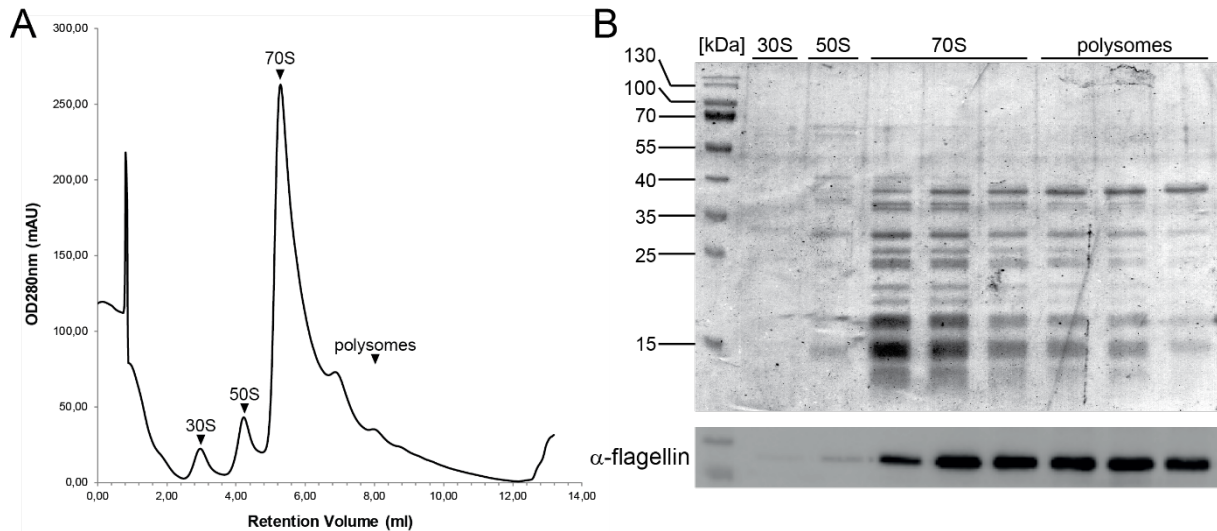 A
300,00
250,00
200,00
150,00
100,00
50,00
0,00
OD280nm (mAU)
70S
polysomes
50S
30S
0,00 2,00 4,00 6,00 8,00 10,00 12,00 14,00
Retention Volume (ml)
B
[kDa] 30S 50S 70S polysomes
130
100
70
55
40
35
25
15
α-flagellin